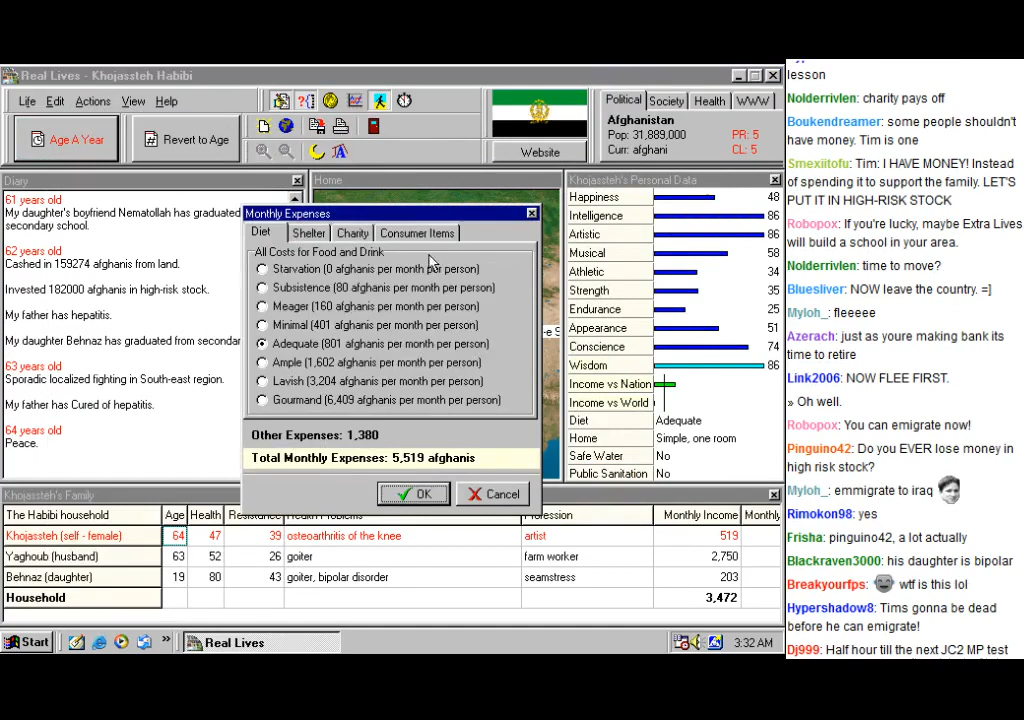 Real Lives - Khojassteh Habibi
Life Edit Actions View Help
Age A Year
Revert to Age
Website
Political Society Health WWW
Afghanistan
Pop: 31,889,000 PR: 5
Curr: afghani CL: 5
Diary
61 years old
My daughter's boyfriend Nematollah has graduated
secondary school.
62 years old
Cashed in 159274 afghanis from land.
Invested 182000 afghanis in high-risk stock.
My father has hepatitis.
My daughter Behnaz has graduated from secondar
63 years old
Sporadic localized fighting in South-east region.
My father has Cured of hepatitis.
64 years old
Peace.
Home
Monthly Expenses
Diet Shelter Charity Consumer Items
All Costs for Food and Drink
Starvation (0 afghanis per month per person)
Subsistence (80 afghanis per month per person)
Meager (160 afghanis per month per person)
Minimal (401 afghanis per month per person)
Adequate (801 afghanis per month per person)
Ample (1,602 afghanis per month per person)
Lavish (3,204 afghanis per month per person)
Gourmand (6,409 afghanis per month per person)
Other Expenses: 1,380
Total Monthly Expenses: 5,519 afghanis
OK Cancel
Khojassteh's Personal Data
Happiness 48
Intelligence 86
Artistic 86
Musical 58
Athletic 34
Strength 35
Endurance 25
Appearance 51
Conscience 74
Wisdom 86
Income vs Nation
Income vs World
Diet Adequate
Home Simple, one room
Safe Water No
Public Sanitation No
Khojassteh's Family
The Habibi household Age Health Profession Monthly Income Monthly
Khojassteh (self - female) 64 47 39 osteoarthritis of the knee artist 519
Yaghoub (husband) 63 52 26 goiter farm worker 2,750
Behnaz (daughter) 19 80 43 goiter, bipolar disorder seamstress 203
Household 3,472
Start » Real Lives 3:32 AM
lesson
Nolderrivlen: charity pays off
Boukendreamer: some people shouldn't
have money. Tim is one
Smexiitofu: Tim: I HAVE MONEY! Instead
of spending it to support the family. LET'S
PUT IT IN HIGH-RISK STOCK
Robopox: If you're lucky, maybe Extra Lives
will build a school in your area.
Nolderrivlen: time to move?
Bluesliver: NOW leave the country. =]
Myloh_: fleeeee
Azerach: just as youre making bank its
time to retire
Link2006: NOW FLEE FIRST.
» Oh well.
Robopox: You can emigrate now!
Pinguino42: Do you EVER lose money in
high risk stock?
Myloh_: emmigrate to iraq
Rimokon98: yes
Frisha: pinguino42, a lot actually
Blackraven3000: his daughter is bipolar
Breakyourfps: wtf is this lol
Hypershadow8: Tims gonna be dead
before he can emigrate!
Dj999: Half hour till the next JC2 MP test